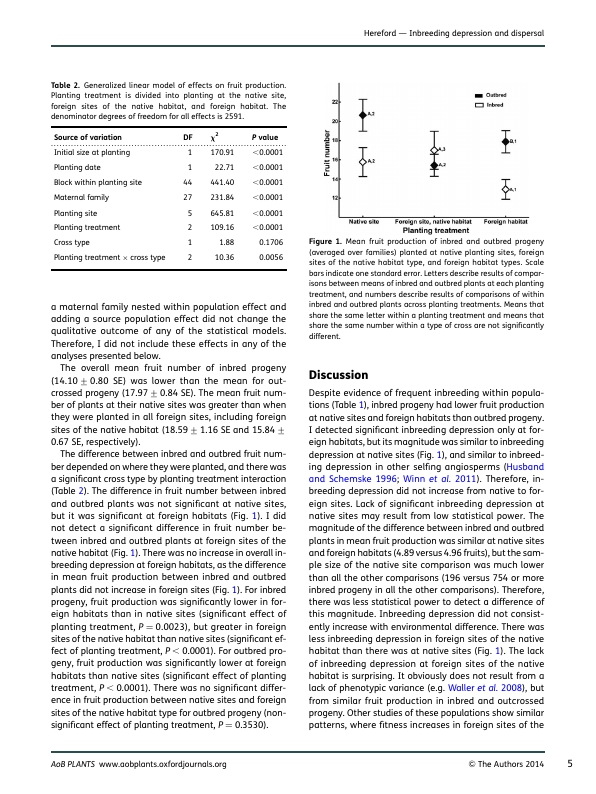 Hereford — Inbreeding depression and dispersal
Table 2. Generalized linear model of effects on fruit production.
Planting treatment is divided into planting at the native site,
foreign sites of the native habitat, and foreign habitat. The
denominator degrees of freedom for all effects is 2591.
Source of variation DF χ2 P value
Initial size at planting 1 170.91 <0.0001
Planting date 1 22.71 <0.0001
Block within planting site 44 441.40 <0.0001
Maternal family 27 231.84 <0.0001
Planting site 5 645.81 <0.0001
Planting treatment 2 109.16 <0.0001
Cross type 1 1.88 0.1706
Planting treatment × cross type 2 10.36 0.0056
a maternal family nested within population effect and
adding a source population effect did not change the
qualitative outcome of any of the statistical models.
Therefore, I did not include these effects in any of the
analyses presented below.
The overall mean fruit number of inbred progeny
(14.10 ± 0.80 SE) was lower than the mean for out-
crossed progeny (17.97 ± 0.84 SE). The mean fruit num-
ber of plants at their native sites was greater than when
they were planted in all foreign sites, including foreign
sites of the native habitat (18.59 ± 1.16 SE and 15.84 ±
0.67 SE, respectively).
The difference between inbred and outbred fruit num-
ber depended on where they were planted, and there was
a significant cross type by planting treatment interaction
(Table 2). The difference in fruit number between inbred
and outbred plants was not significant at native sites,
but it was significant at foreign habitats (Fig. 1). I did
not detect a significant difference in fruit number be-
tween inbred and outbred plants at foreign sites of the
native habitat (Fig. 1). There was no increase in overall in-
breeding depression at foreign habitats, as the difference
in mean fruit production between inbred and outbred
plants did not increase in foreign sites (Fig. 1). For inbred
progeny, fruit production was significantly lower in for-
eign habitats than in native sites (significant effect of
planting treatment, P = 0.0023), but greater in foreign
sites of the native habitat than native sites (significant ef-
fect of planting treatment, P < 0.0001). For outbred pro-
geny, fruit production was significantly lower at foreign
habitats than native sites (significant effect of planting
treatment, P < 0.0001). There was no significant differ-
ence in fruit production between native sites and foreign
sites of the native habitat type for outbred progeny (non-
significant effect of planting treatment, P = 0.3530).
Outbred
Inbred
22
20
18
16
14
12
Fruit number
A,2
A,2
A,3
A,2
B,1
A,1
Native site Foreign site, native habitat Foreign habitat
Planting treatment
Figure 1. Mean fruit production of inbred and outbred progeny
(averaged over families) planted at native planting sites, foreign
sites of the native habitat type, and foreign habitat types. Scale
bars indicate one standard error. Letters describe results of compar-
isons between means of inbred and outbred plants at each planting
treatment, and numbers describe results of comparisons of within
inbred and outbred plants across planting treatments. Means that
share the same letter within a planting treatment and means that
share the same number within a type of cross are not significantly
different.
Discussion
Despite evidence of frequent inbreeding within popula-
tions (Table 1), inbred progeny had lower fruit production
at native sites and foreign habitats than outbred progeny.
I detected significant inbreeding depression only at for-
eign habitats, but its magnitude was similar to inbreeding
depression at native sites (Fig. 1), and similar to inbreed-
ing depression in other selfing angiosperms (Husband
and Schemske 1996; Winn et al. 2011). Therefore, in-
breeding depression did not increase from native to for-
eign sites. Lack of significant inbreeding depression at
native sites may result from low statistical power. The
magnitude of the difference between inbred and outbred
plants in mean fruit production was similar at native sites
and foreign habitats (4.89 versus 4.96 fruits), but the sam-
ple size of the native site comparison was much lower
than all the other comparisons (196 versus 754 or more
inbred progeny in all the other comparisons). Therefore,
there was less statistical power to detect a difference of
this magnitude. Inbreeding depression did not consist-
ently increase with environmental difference. There was
less inbreeding depression in foreign sites of the native
habitat than there was at native sites (Fig. 1). The lack
of inbreeding depression at foreign sites of the native
habitat is surprising. It obviously does not result from a
lack of phenotypic variance (e.g. Waller et al. 2008), but
from similar fruit production in inbred and outcrossed
progeny. Other studies of these populations show similar
patterns, where fitness increases in foreign sites of the
AoB PLANTS www.aobplants.oxfordjournals.org
© The Authors 2014 5